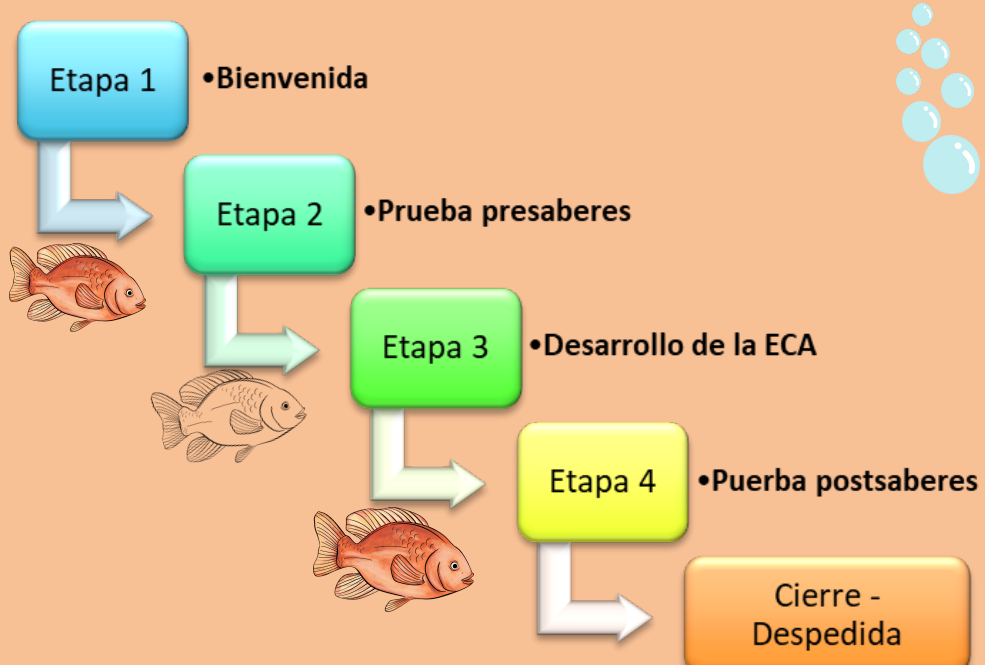 Etapa 1
•Bienvenida
Etapa 2
•Prueba presaberes
Etapa 3
•Desarrollo de la ECA
Etapa 4
•Puerba postsaberes
Cierre -
Despedida